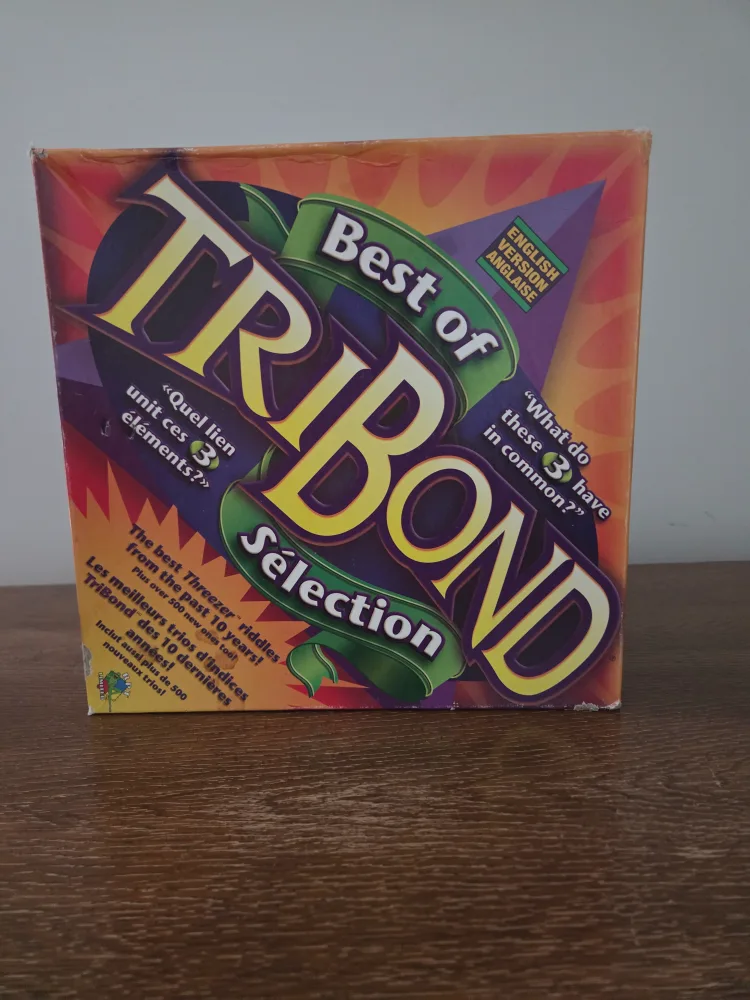 Best of
TRIBOND
Sélection
ENGLISH
VERSION
ANGLAISE
“What do
these 3 have
in common?”
«Quel lien
unit ces 3
éléments?»
The best Threezer™ riddles
from the past 10 years!
Plus over 500 new ones too!
Les meilleurs trios d'indices
TriBond™ des 10 dernières
années!
Inclut aussi plus de 500
nouveaux trios!